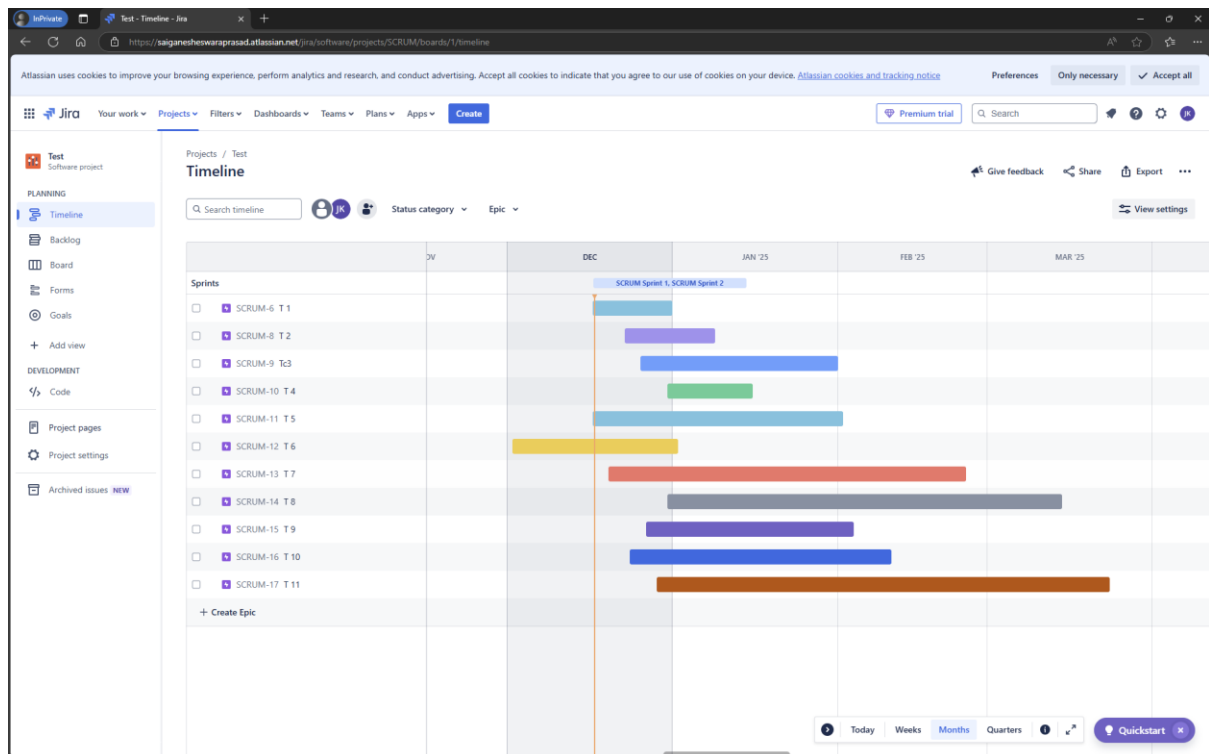 InPrivate
Test - Timeline - Jira
https://saiganesheswaraprasad.atlassian.net/jira/software/projects/SCRUM/boards/1/timeline
Atlassian uses cookies to improve your browsing experience, perform analytics and research, and conduct advertising. Accept all cookies to indicate that you agree to our use of cookies on your device. Atlassian cookies and tracking notice
Preferences Only necessary Accept all
Jira Your work Projects Filters Dashboards Teams Plans Apps Create Premium trial Search JK
Test
Software project
PLANNING
Timeline
Backlog
Board
Forms
Goals
Add view
DEVELOPMENT
Code
Project pages
Project settings
Archived issues NEW
Projects / Test
Timeline
Give feedback Share Export
Search timeline JK Status category Epic View settings
OV DEC JAN '25 FEB '25 MAR '25
Sprints SCRUM Sprint 1, SCRUM Sprint 2
SCRUM-6 T 1
SCRUM-8 T 2
SCRUM-9 Tc3
SCRUM-10 T 4
SCRUM-11 T 5
SCRUM-12 T 6
SCRUM-13 T 7
SCRUM-14 T 8
SCRUM-15 T 9
SCRUM-16 T 10
SCRUM-17 T 11
+ Create Epic
Today Weeks Months Quarters
Quickstart